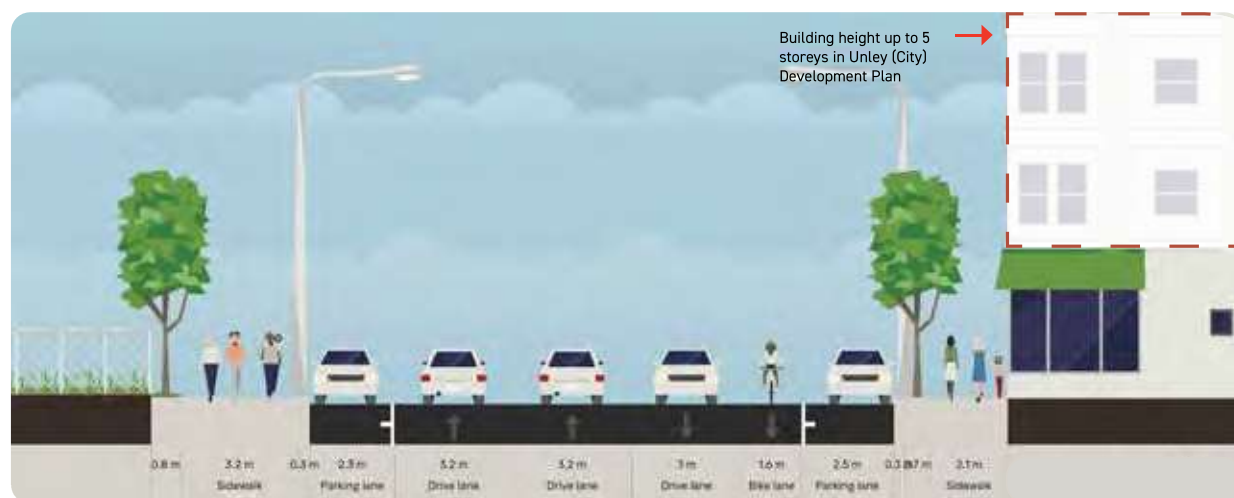 Building height up to 5
storeys in Unley (City)
Development Plan
0.8 m
3.2 m
Sidewalk
0.3 m
2.3 m
Parking lane
3.2 m
Drive lane
3.2 m
Drive lane
3 m
Drive lane
1.6 m
Bike lane
2.5 m
Parking lane
Sidewalk